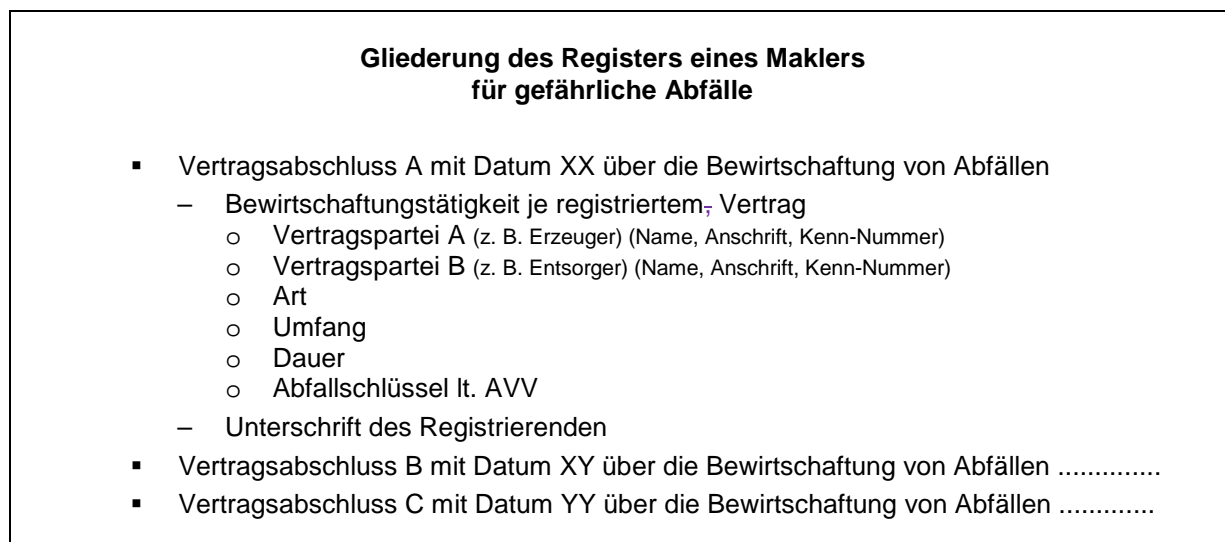 Gliederung des Registers eines Maklers
für gefährliche Abfälle
▪ Vertragsabschluss A mit Datum XX über die Bewirtschaftung von Abfällen
– Bewirtschaftungstätigkeit je registriertem, Vertrag
o Vertragspartei A (z. B. Erzeuger) (Name, Anschrift, Kenn-Nummer)
o Vertragspartei B (z. B. Entsorger) (Name, Anschrift, Kenn-Nummer)
o Art
o Umfang
o Dauer
o Abfallschlüssel lt. AVV
– Unterschrift des Registrierenden
▪ Vertragsabschluss B mit Datum XY über die Bewirtschaftung von Abfällen ..............
▪ Vertragsabschluss C mit Datum YY über die Bewirtschaftung von Abfällen .............